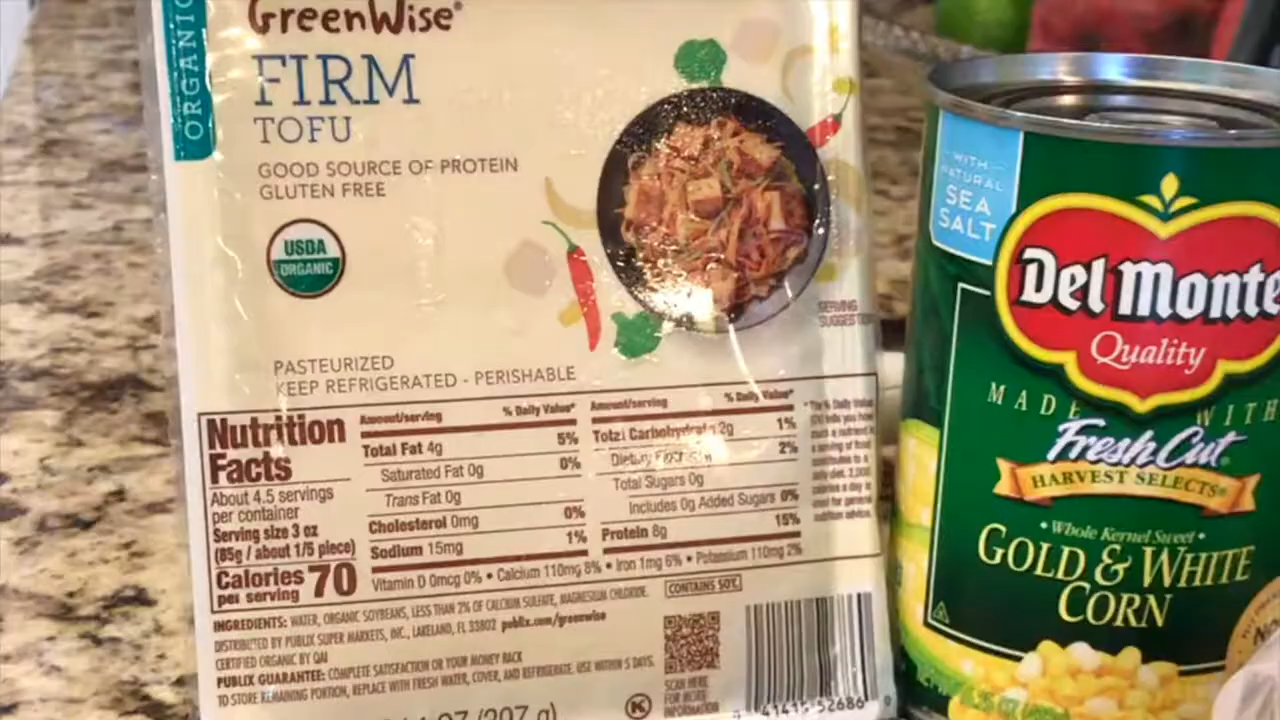 ORGANIC
GreenWise®
FIRM
TOFU
GOOD SOURCE OF PROTEIN
GLUTEN FREE
USDA
ORGANIC
SERVING
SUGGESTION
PASTEURIZED
KEEP REFRIGERATED - PERISHABLE
Nutrition
Facts
About 4.5 servings
per container
Serving size 3 oz
(85g / about 1/5 piece)
Calories 70
per serving
Amount/serving % Daily Value*
Total Fat 4g 5%
Saturated Fat 0g 0%
Trans Fat 0g
Cholesterol 0mg 0%
Sodium 15mg 1%
Amount/serving % Daily Value*
Total Carbohydrate 2g 1%
Dietary 2%
Total Sugars 0g
Includes 0g Added Sugars 0%
Protein 8g 15%
Vitamin D 0mcg 0% • Calcium 110mg 8% • Iron 1mg 6% • Potassium 110mg 2%
INGREDIENTS: WATER, ORGANIC SOYBEANS, LESS THAN 2% OF CALCIUM SULFATE, MAGNESIUM CHLORIDE.
CONTAINS SOY.
DISTRIBUTED BY PUBLIX SUPER MARKETS, INC., LAKELAND, FL 33802 publix.com/greenwise
CERTIFIED ORGANIC BY QAI
PUBLIX GUARANTEE: COMPLETE SATISFACTION OR YOUR MONEY BACK
TO STORE REMAINING PORTION, REPLACE WITH FRESH WATER, COVER, AND REFRIGERATE. USE WITHIN 5 DAYS.
SCAN HERE
FOR MORE
INFORMATION
K
41415 52686
WITH
NATURAL
SEA
SALT
Del Monte
Quality
MADE WITH
Fresh Cut
HARVEST SELECTS®
Whole Kernel Sweet
GOLD & WHITE
CORN